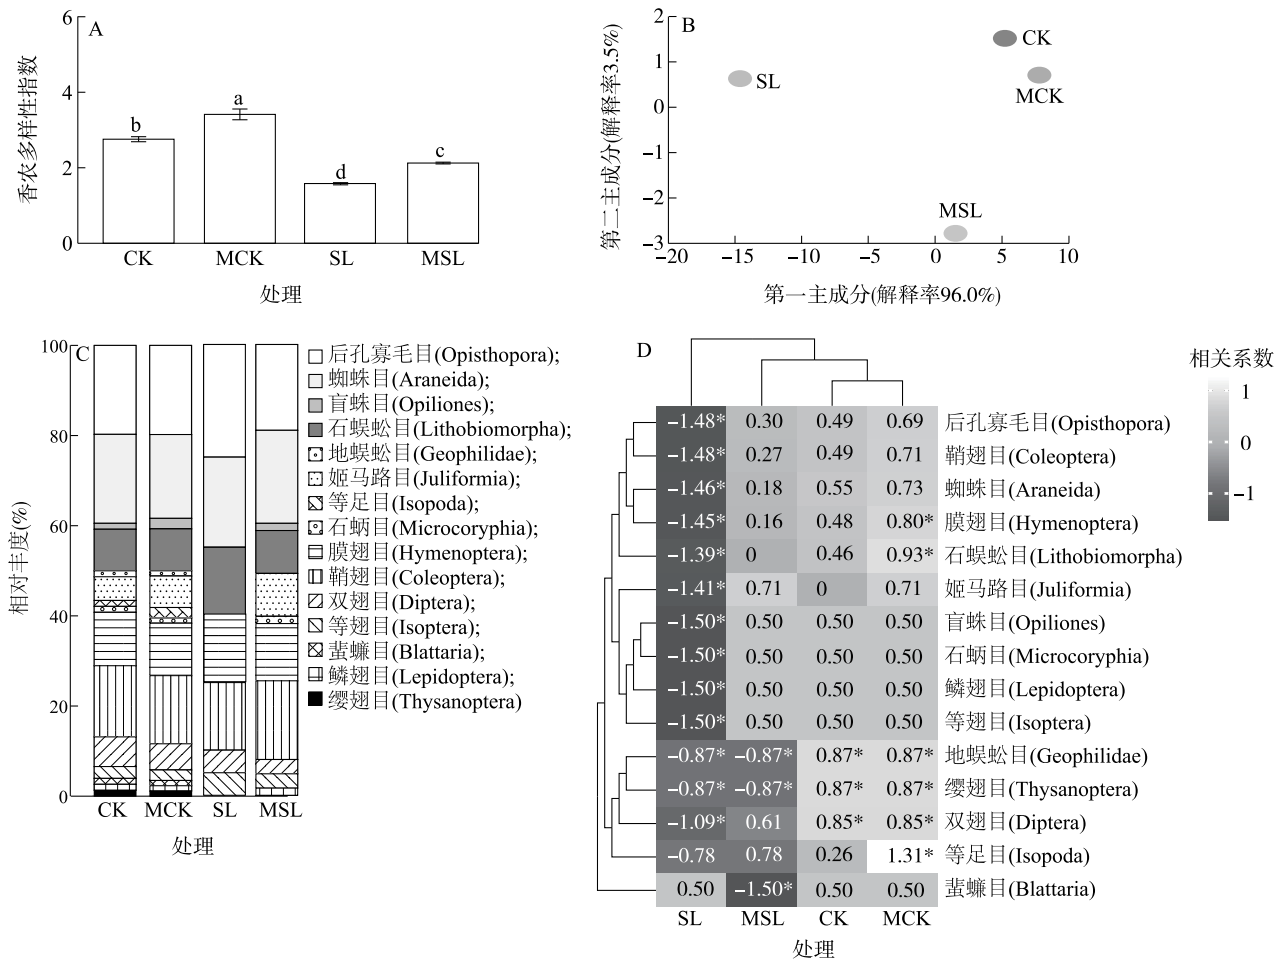 A
6
4
2
0
香农多样性指数
b
a
d
c
CK
MCK
SL
MSL
处理
B
2
1
0
−1
−2
−3
第二主成分(解释率3.5%)
CK
MCK
SL
MSL
−20
−15
−10
−5
0
5
10
第一主成分(解释率96.0%)
C
100
80
60
40
20
0
相对丰度(%)
CK
MCK
SL
MSL
处理
后孔寡毛目(Opisthopora);
蜘蛛目(Araneida);
盲蛛目(Opiliones);
石蜈蚣目(Lithobiomorpha);
地蜈蚣目(Geophilidae);
姬马路目(Juliformia);
等足目(Isopoda);
石蛃目(Microcoryphia);
膜翅目(Hymenoptera);
鞘翅目(Coleoptera);
双翅目(Diptera);
等翅目(Isoptera);
蜚蠊目(Blattaria);
鳞翅目(Lepidoptera);
缨翅目(Thysanoptera)
D
相关系数
1
0
−1
−1.48* 0.30 0.49 0.69 后孔寡毛目(Opisthopora)
−1.48* 0.27 0.49 0.71 鞘翅目(Coleoptera)
−1.46* 0.18 0.55 0.73 蜘蛛目(Araneida)
−1.45* 0.16 0.48 0.80* 膜翅目(Hymenoptera)
−1.39* 0 0.46 0.93* 石蜈蚣目(Lithobiomorpha)
−1.41* 0.71 0 0.71 姬马路目(Juliformia)
−1.50* 0.50 0.50 0.50 盲蛛目(Opiliones)
−1.50* 0.50 0.50 0.50 石蛃目(Microcoryphia)
−1.50* 0.50 0.50 0.50 鳞翅目(Lepidoptera)
−1.50* 0.50 0.50 0.50 等翅目(Isoptera)
−0.87* −0.87* 0.87* 0.87* 地蜈蚣目(Geophilidae)
−0.87* −0.87* 0.87* 0.87* 缨翅目(Thysanoptera)
−1.09* 0.61 0.85* 0.85* 双翅目(Diptera)
−0.78 0.78 0.26 1.31* 等足目(Isopoda)
0.50 −1.50* 0.50 0.50 蜚蠊目(Blattaria)
SL
MSL
CK
MCK
处理